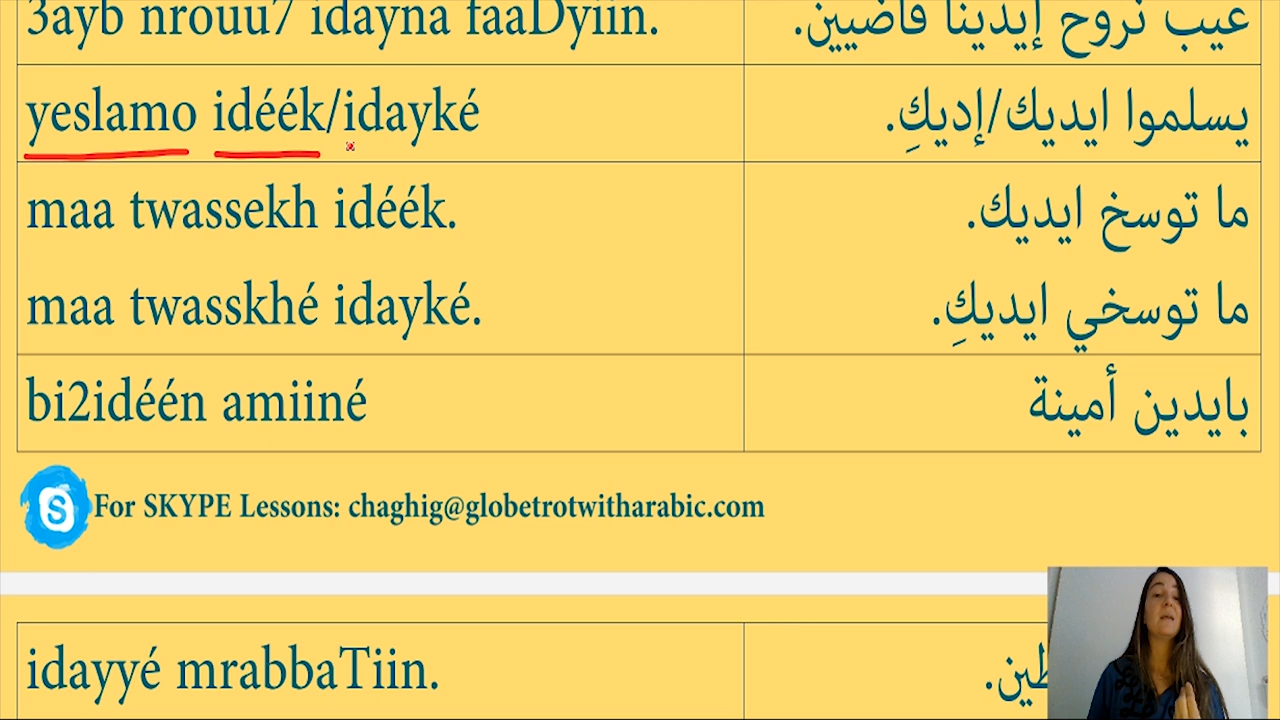 3ayb nrouu7 idayna faaDyiin. عيب نروح إيدينا فاضيين.
yeslamo idéék/idayké يسلموا ايديك/إديكِ.
maa twassekh idéék. ما توسخ ايديك.
maa twasskhé idayké. ما توسخي ايديكِ.
bi2idéén amiiné بايدين أمينة
For SKYPE Lessons: chaghig@globetrotwitharabic.com
idayyé mrabbaTiin.